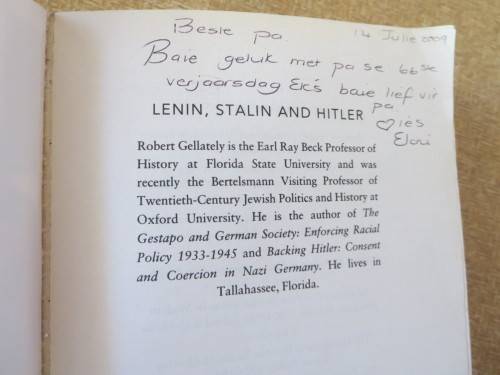 Beste pa 14 Julie 2009
Baie geluk met pa se 66ste
verjaarsdag Ek's baie lief vir
pa
LENIN, STALIN AND HITLER
♡ies
Elori
Robert Gellately is the Earl Ray Beck Professor of
History at Florida State University and was
recently the Bertelsmann Visiting Professor of
Twentieth-Century Jewish Politics and History at
Oxford University. He is the author of The
Gestapo and German Society: Enforcing Racial
Policy 1933-1945 and Backing Hitler: Consent
and Coercion in Nazi Germany. He lives in
Tallahassee, Florida.